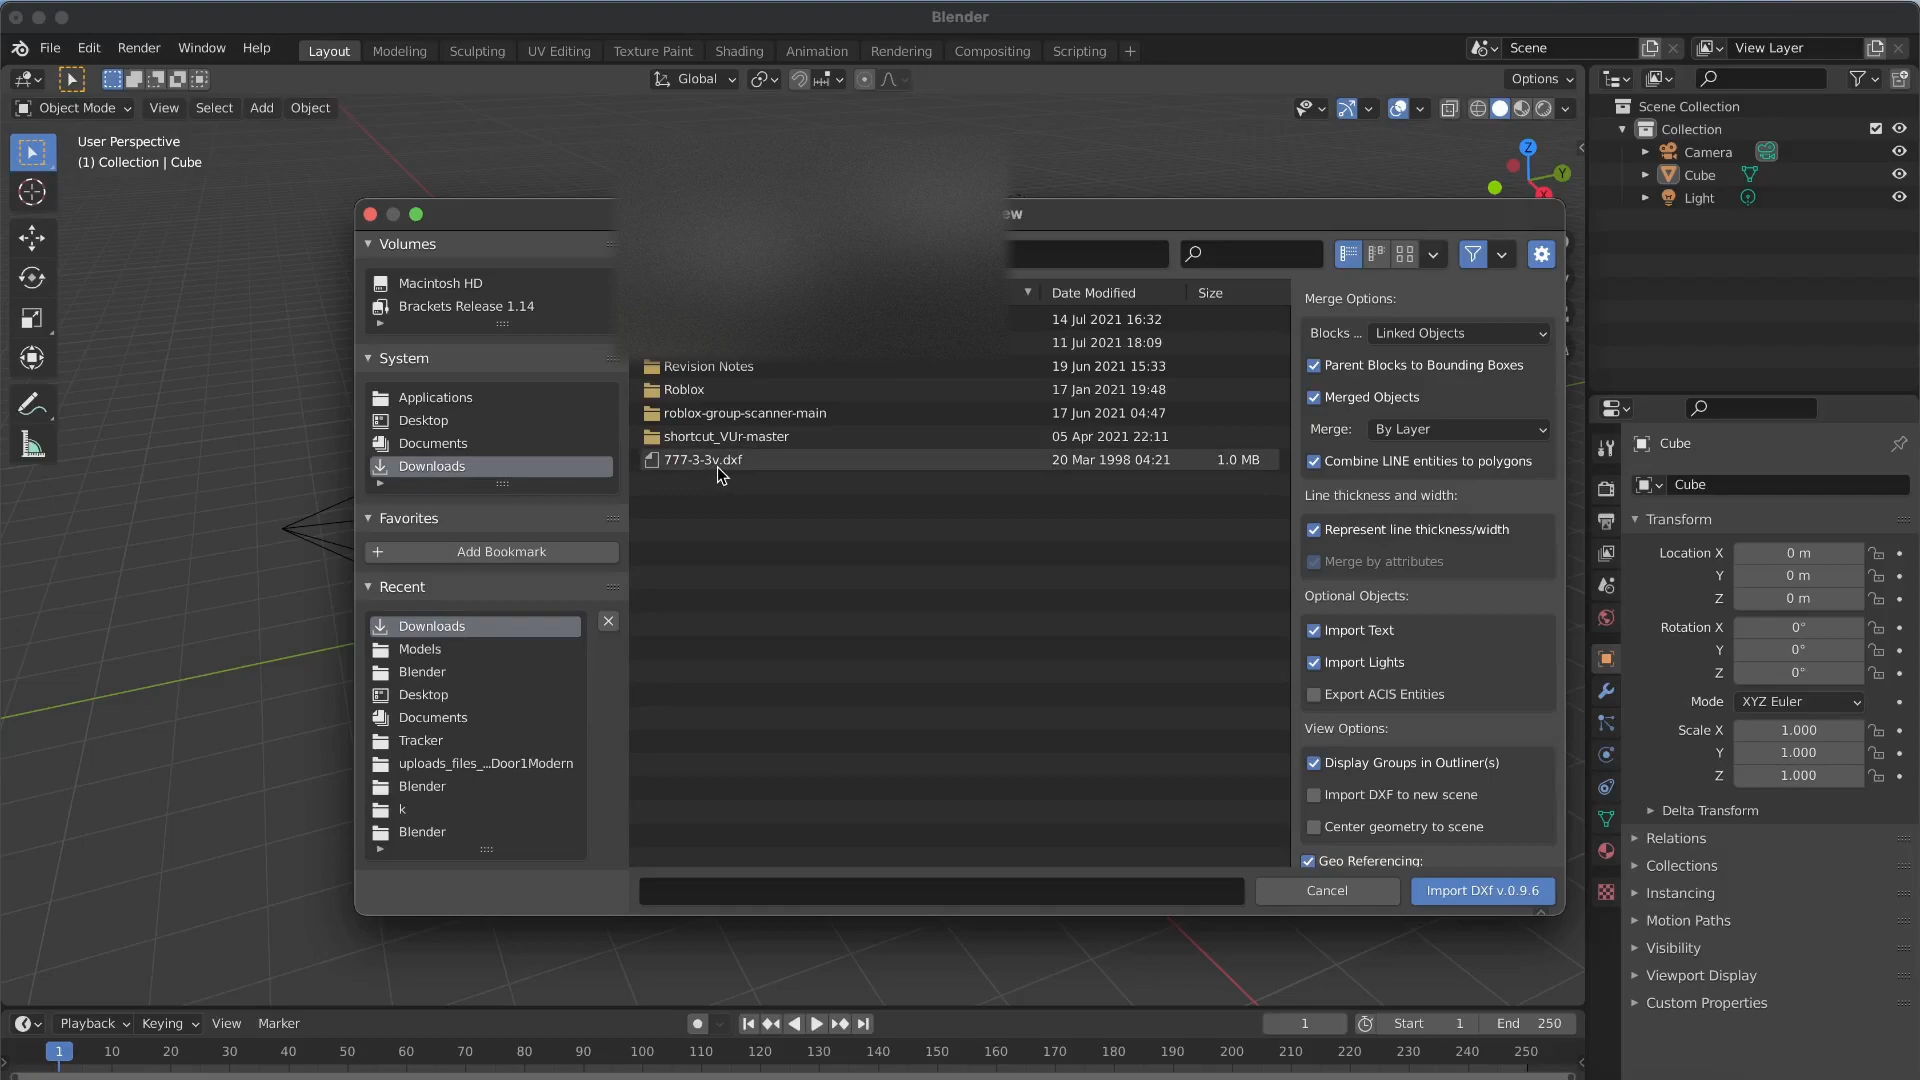 Blender
File Edit Render Window Help
Layout Modeling Sculpting UV Editing Texture Paint Shading Animation Rendering Compositing Scripting +
Scene
View Layer
Global
Options
Object Mode View Select Add Object
User Perspective
(1) Collection | Cube
Z
Y
X
Scene Collection
Collection
Camera
Cube
Light
ew
Volumes
Macintosh HD
Brackets Release 1.14
System
Applications
Desktop
Documents
Downloads
Favorites
Add Bookmark
Recent
Downloads
Models
Blender
Desktop
Documents
Tracker
uploads_files_...Door1Modern
Blender
k
Blender
Date Modified Size
14 Jul 2021 16:32
11 Jul 2021 18:09
Revision Notes 19 Jun 2021 15:33
Roblox 17 Jan 2021 19:48
roblox-group-scanner-main 17 Jun 2021 04:47
shortcut_VUr-master 05 Apr 2021 22:11
777-3-3v.dxf 20 Mar 1998 04:21 1.0 MB
Merge Options:
Blocks ... Linked Objects
Parent Blocks to Bounding Boxes
Merged Objects
Merge: By Layer
Combine LINE entities to polygons
Line thickness and width:
Represent line thickness/width
Merge by attributes
Optional Objects:
Import Text
Import Lights
Export ACIS Entities
View Options:
Display Groups in Outliner(s)
Import DXF to new scene
Center geometry to scene
Geo Referencing:
Cancel
Import DXf v.0.9.6
Cube
Cube
Transform
Location X 0 m
Y 0 m
Z 0 m
Rotation X 0°
Y 0°
Z 0°
Mode XYZ Euler
Scale X 1.000
Y 1.000
Z 1.000
Delta Transform
Relations
Collections
Instancing
Motion Paths
Visibility
Viewport Display
Custom Properties
Playback Keying View Marker
1
Start 1
End 250
1 10 20 30 40 50 60 70 80 90 100 110 120 130 140 150 160 170 180 190 200 210 220 230 240 250